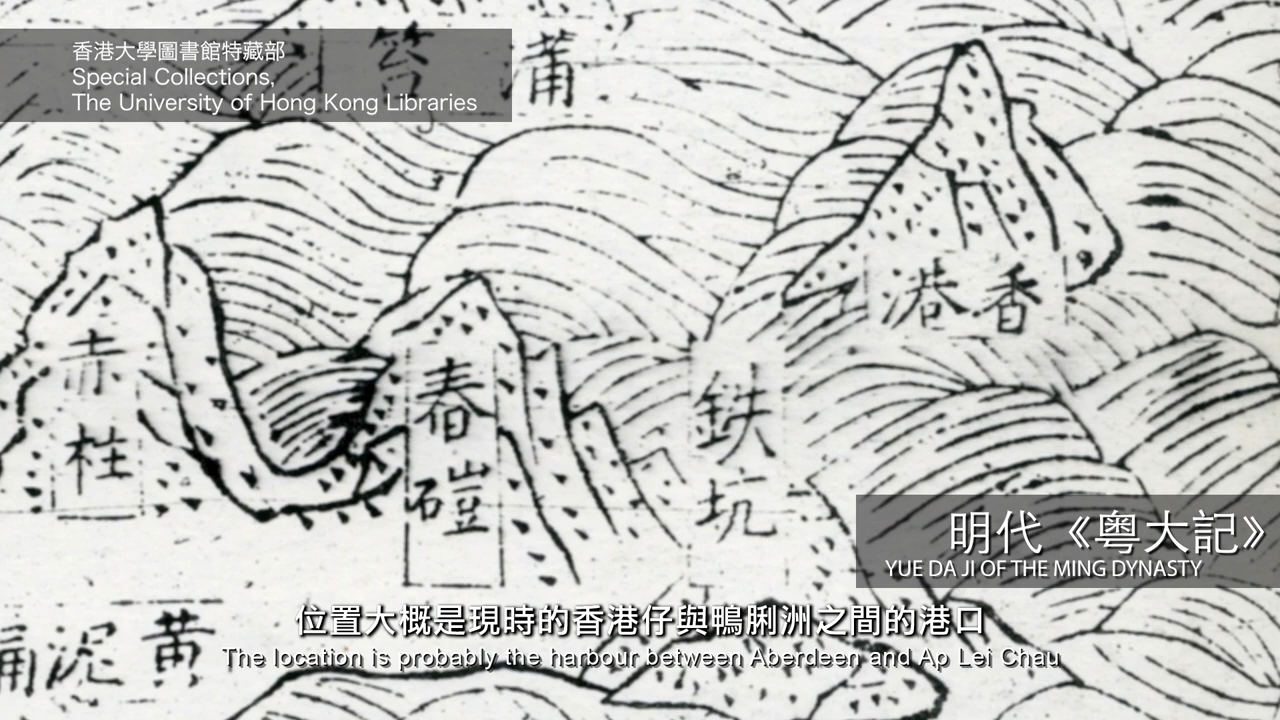 香港大學圖書館特藏部
Special Collections,
The University of Hong Kong Libraries
蒲
香港
鈇坑
舂磑
赤柱
黃泥
明代《粤大記》
YUE DA JI OF THE MING DYNASTY
位置大概是現時的香港仔與鴨脷洲之間的港口
The location is probably the harbour between Aberdeen and Ap Lei Chau